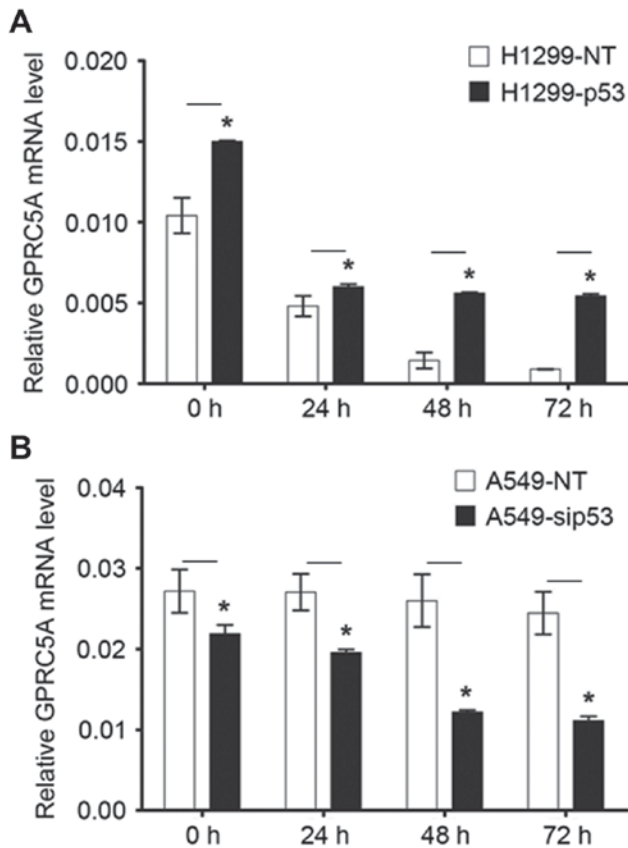 A
Relative GPRC5A mRNA level
0.020
0.015
0.010
0.005
0.000
H1299-NT
H1299-p53
*
*
*
*
0 h 24 h 48 h 72 h
B
Relative GPRC5A mRNA level
0.04
0.03
0.02
0.01
0.00
A549-NT
A549-sip53
*
*
*
*
0 h 24 h 48 h 72 h